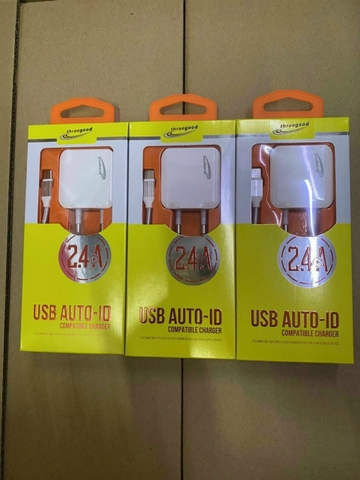 threegood
threegood
threegood
2.4A
2.4A
2.4A
USB AUTO-ID
COMPATIBLE CHARGER
USB AUTO-ID
COMPATIBLE CHARGER
USB AUTO-ID
COMPATIBLE CHARGER